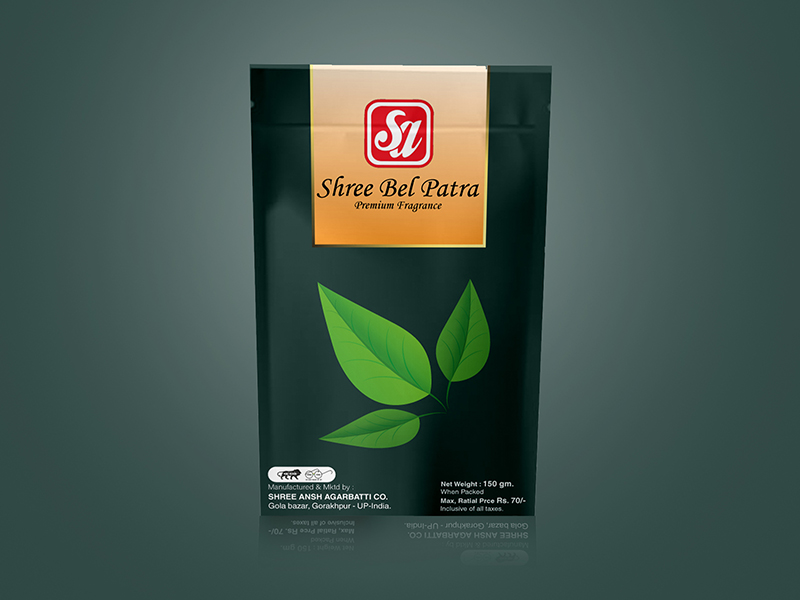 Sa
Shree Bel Patra
Premium Fragrance
Manufactured & Mktd by :
SHREE ANSH AGARBATTI CO.
Gola bazar, Gorakhpur - UP-India.
Net Weight : 150 gm.
When Packed
Max, Ratial Prce Rs. 70/-
Inclusive of all taxes.